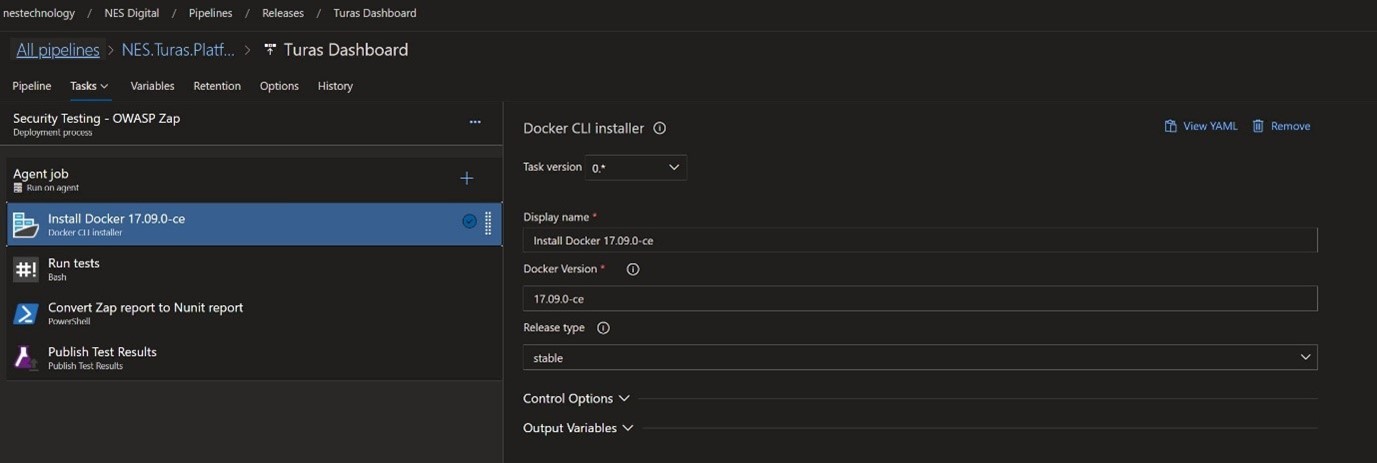 nestechnology / NES Digital / Pipelines / Releases / Turas Dashboard
All pipelines > NES.Turas.Platf... > Turas Dashboard
Pipeline Tasks Variables Retention Options History
Security Testing - OWASP Zap
Deployment process
Agent job
Run on agent
Install Docker 17.09.0-ce
Docker CLI installer
Run tests
Bash
Convert Zap report to Nunit report
PowerShell
Publish Test Results
Publish Test Results
Docker CLI installer
View YAML Remove
Task version 0.*
Display name *
Install Docker 17.09.0-ce
Docker Version *
17.09.0-ce
Release type
stable
Control Options
Output Variables